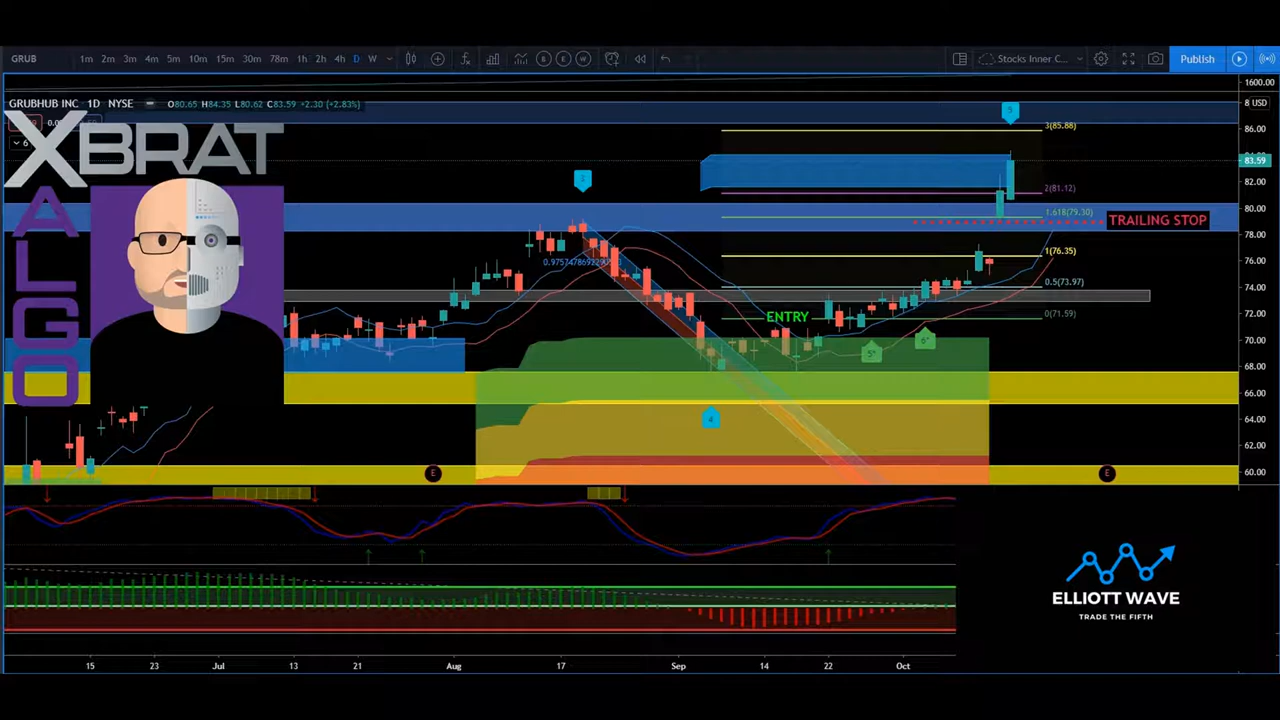 GRUB 1m 2m 3m 4m 5m 10m 15m 30m 78m 1h 2h 4h D W B E W Stocks Inner C... Publish
1600.00
GRUBHUB INC 1D NYSE O80.65 H84.35 L80.62 C83.59 +2.30 (+2.83%)
USD
XBRAT
ALGO
3(85.88)
86.00
83.59
82.00
2(81.12)
80.00
1.618(79.30)
TRAILING STOP
78.00
1(76.35)
76.00
0.5(73.97)
74.00
ENTRY
0(71.59)
72.00
70.00
5*
6*
68.00
66.00
4
64.00
62.00
60.00
E
E
ELLIOTT WAVE
TRADE THE FIFTH
15 23 Jul 13 21 Aug 17 Sep 14 22 Oct